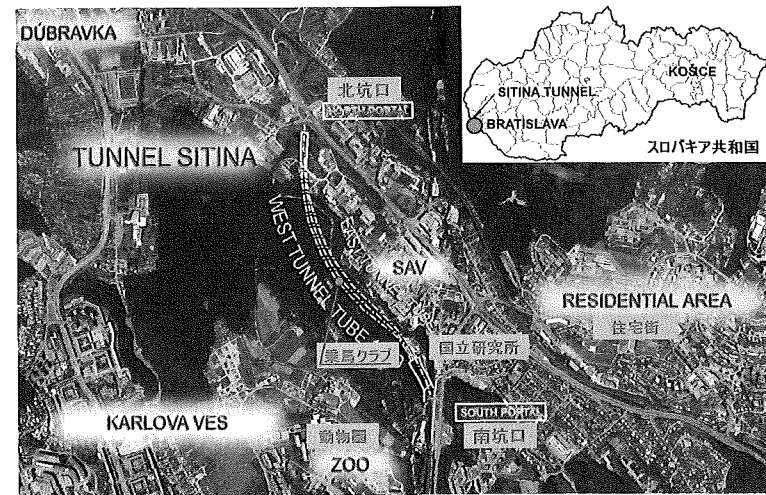 DÚBRAVKA
北坑口
NORTH PORTAL
TUNNEL SITINA
KOŠCE
SITINA TUNNEL
BRATISLAVA
スロバキア共和国
WEST TUNNEL TUBE
EAST TUNNEL
SAV
RESIDENTIAL AREA
住宅街
乗馬クラブ
国立研究所
KARLOVA VES
SOUTH PORTAL
南坑口
動物園
ZOO